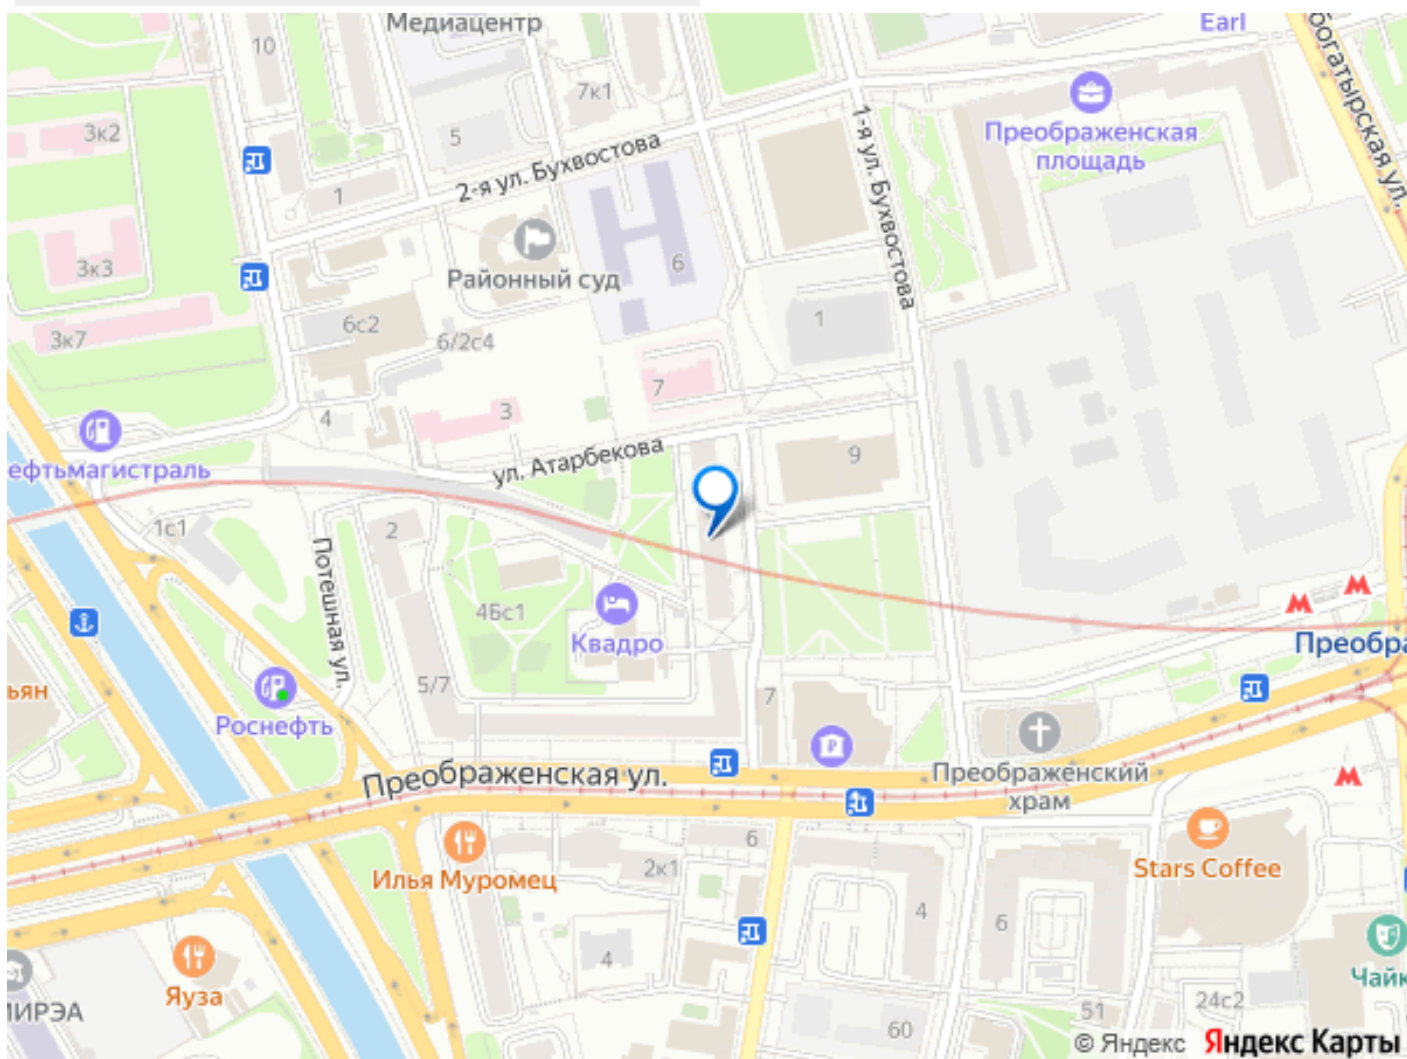 Медиацентр
Earl
богатырская ул.
10
7к1
3к2
5
1-я ул. Бухвостова
Преображенская
площадь
2-я ул. Бухвостова
1
3к3
Районный суд
6
6с2
1
3к7
6/2с4
7
3
4
ул. Атарбекова
9
ефтьмагистраль
1с1
2
Потешная ул.
4Бс1
Квадро
Преобра
ьян
5/7
7
Роснефть
Преображенская ул.
Преображенский
храм
6
2к1
Илья Муромец
Stars Coffee
4
6
4
Яуза
Чайк
МИРЭА
24с2
51
60
© Яндекс Яндекс Карты